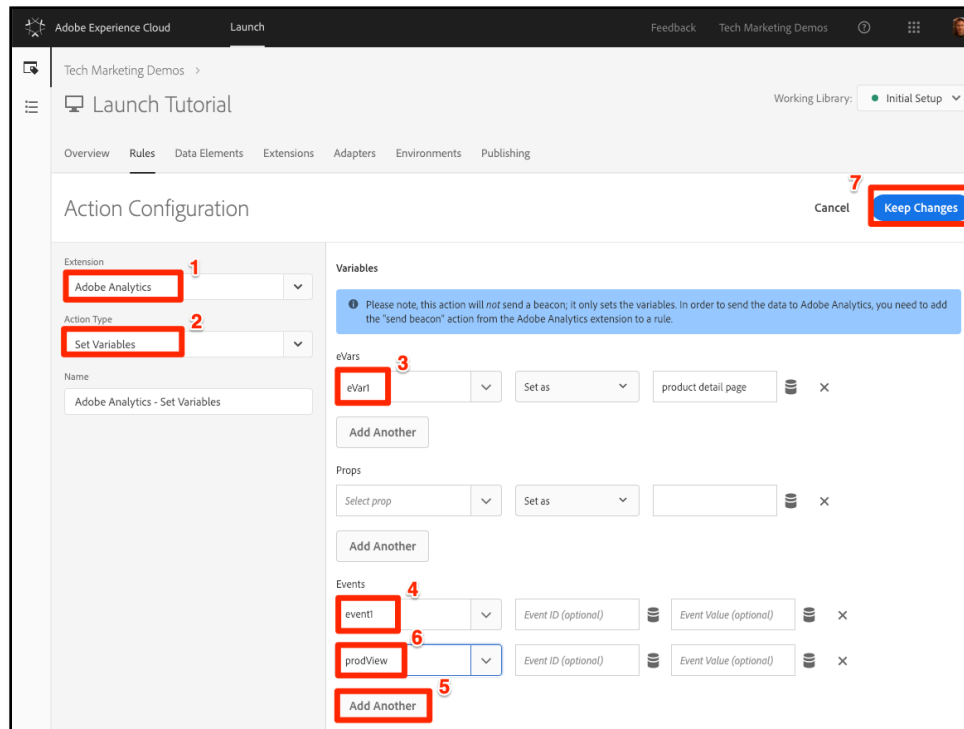 Adobe Experience Cloud Launch Feedback Tech Marketing Demos
Tech Marketing Demos >
Launch Tutorial
Working Library: Initial Setup
Overview Rules Data Elements Extensions Adapters Environments Publishing
7
Action Configuration
Cancel Keep Changes
Extension
1
Adobe Analytics
Action Type
2
Set Variables
Name
Adobe Analytics - Set Variables
Variables
Please note, this action will not send a beacon; it only sets the variables. In order to send the data to Adobe Analytics, you need to add
the "send beacon" action from the Adobe Analytics extension to a rule.
eVars
3
eVar1 Set as product detail page
Add Another
Props
Select prop Set as
Add Another
Events
4
event1 Event ID (optional) Event Value (optional)
6
prodView Event ID (optional) Event Value (optional)
5
Add Another